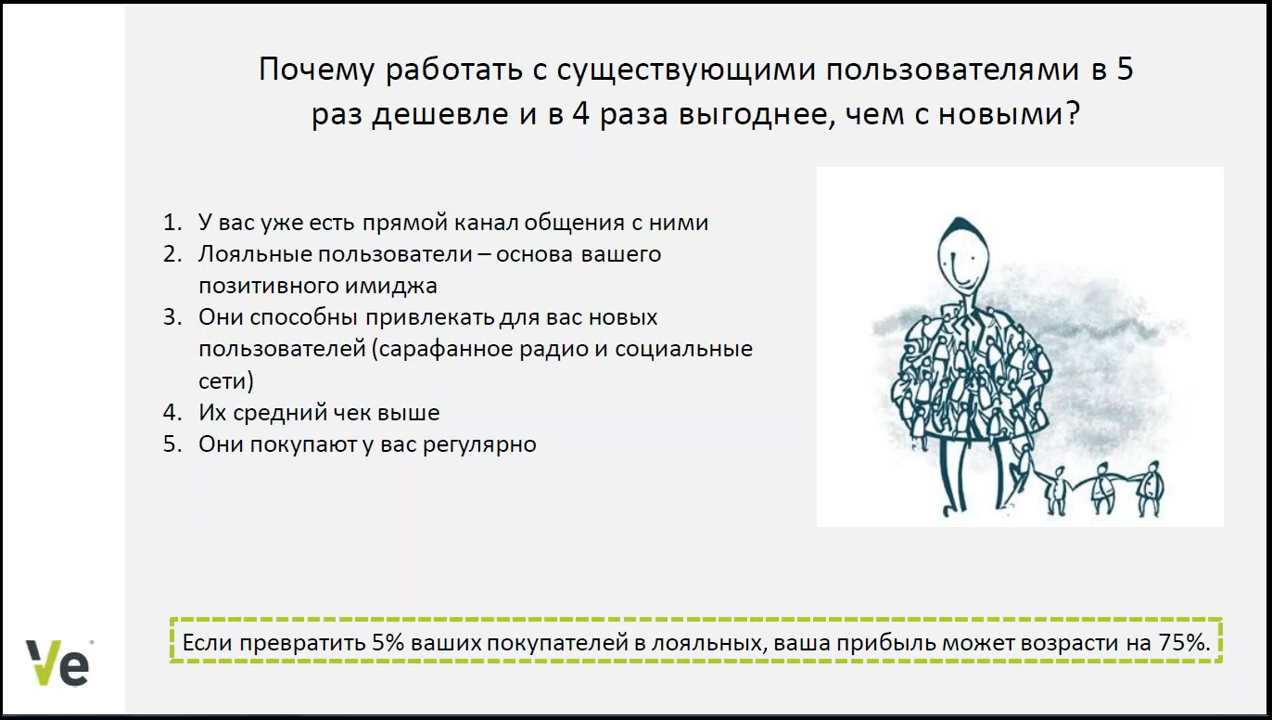 Почему работать с существующими пользователями в 5
раз дешевле и в 4 раза выгоднее, чем с новыми?
1. У вас уже есть прямой канал общения с ними
2. Лояльные пользователи – основа вашего
позитивного имиджа
3. Они способны привлекать для вас новых
пользователей (сарафанное радио и социальные
сети)
4. Их средний чек выше
5. Они покупают у вас регулярно
Если превратить 5% ваших покупателей в лояльных, ваша прибыль может возрасти на 75%.
Ve